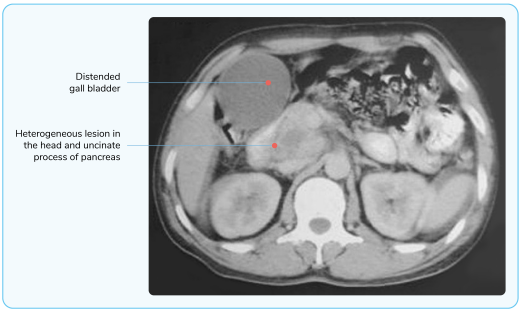 Distended
gall bladder
Heterogeneous lesion in
the head and uncinate
process of pancreas